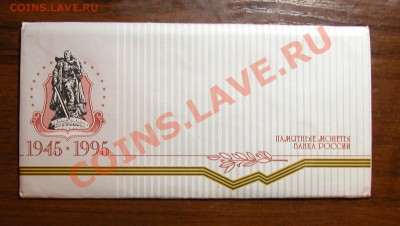 COINS.LAVE.RU
COINS.LAVE.RU
1945 · 1995
ПАМЯТНЫЕ МОНЕТЫ
БАНКА РОССИИ